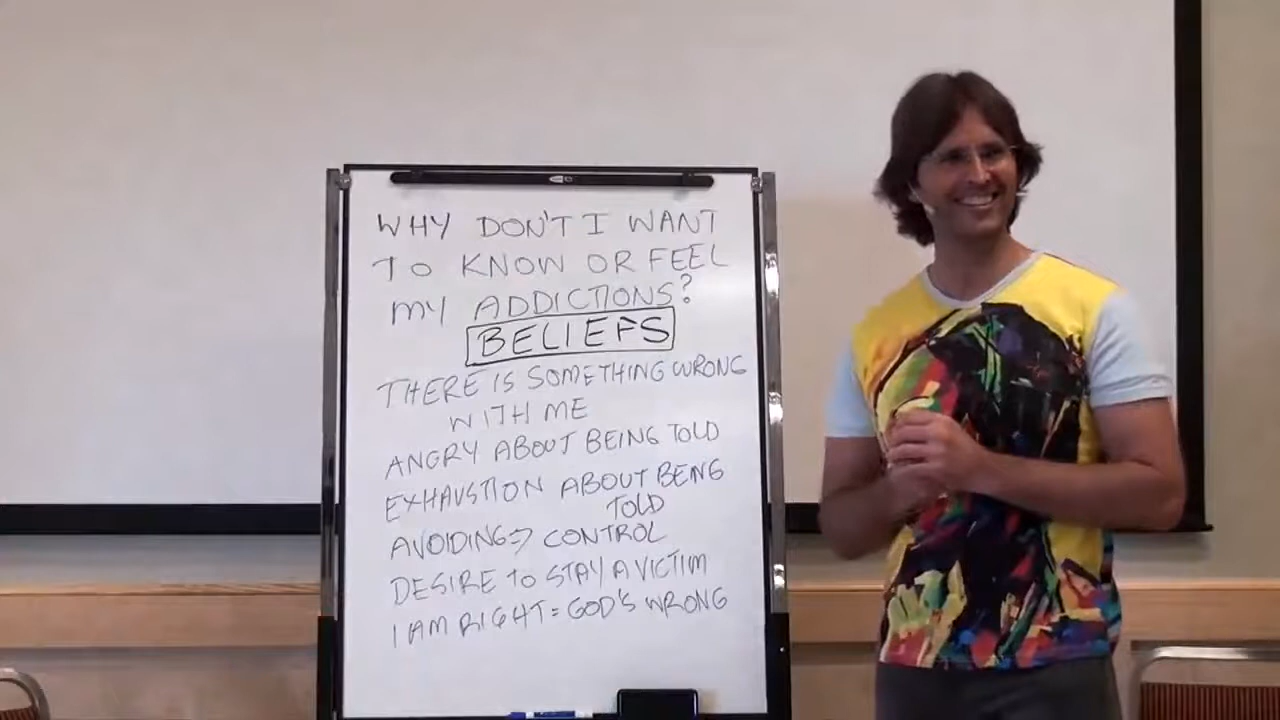 WHY DON'T I WANT
TO KNOW OR FEEL
MY ADDICTIONS?
BELIEFS
THERE IS SOMETHING WRONG
WITH ME
ANGRY ABOUT BEING TOLD
EXHAUSTION ABOUT BEING
TOLD
AVOIDING => CONTROL
DESIRE TO STAY A VICTIM
I AM RIGHT = GOD'S WRONG